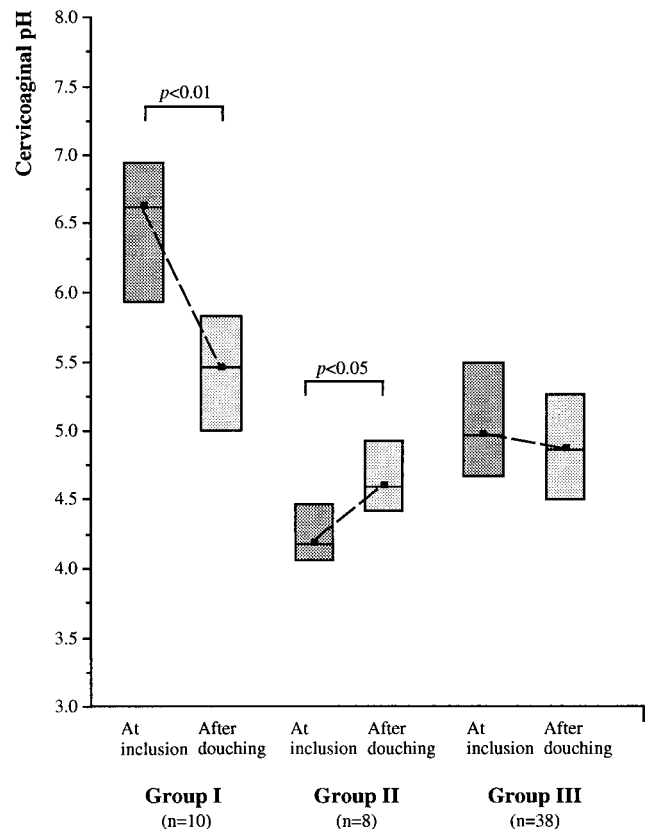 Cervicoaginal pH
8.0
7.5
7.0
6.5
6.0
5.5
5.0
4.5
4.0
3.5
3.0
p<0.01
p<0.05
At inclusion
After douching
At inclusion
After douching
At inclusion
After douching
Group I
(n=10)
Group II
(n=8)
Group III
(n=38)